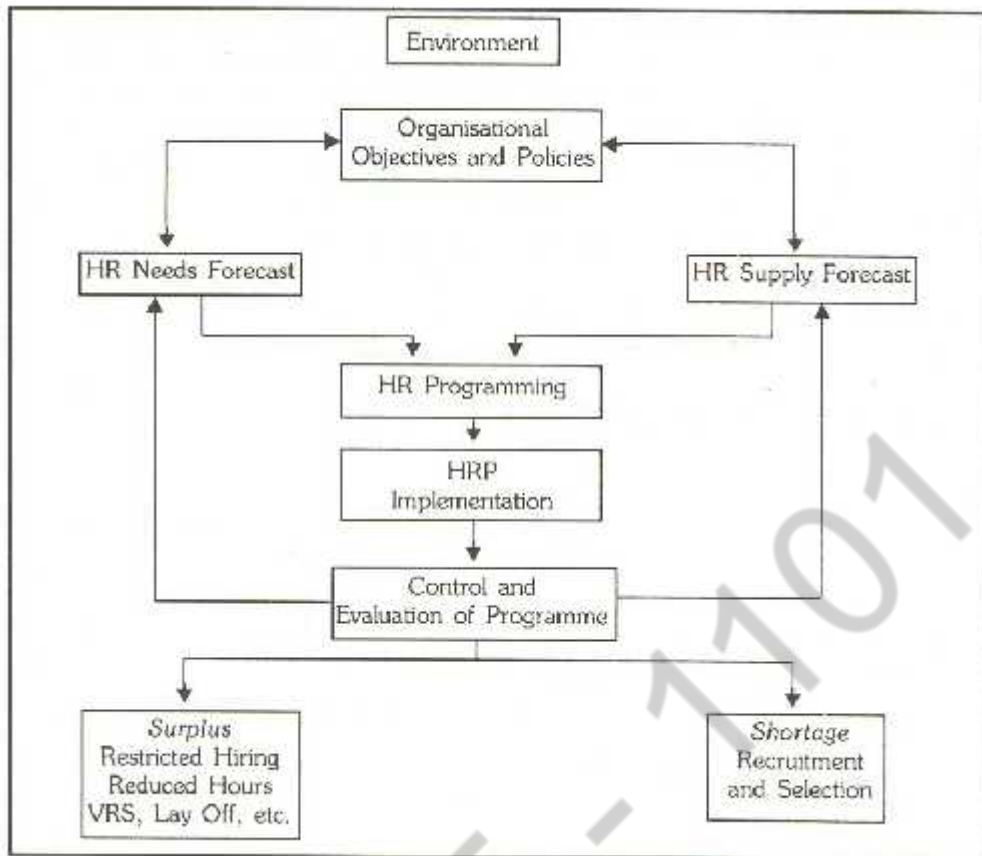 Environment
Organisational
Objectives and Policies
HR Needs Forecast
HR Supply Forecast
HR Programming
HRP
Implementation
Control and
Evaluation of Programme
Surplus
Restricted Hiring
Reduced Hours
VRS, Lay Off, etc.
Shortage
Recruitment
and Selection
- 1101